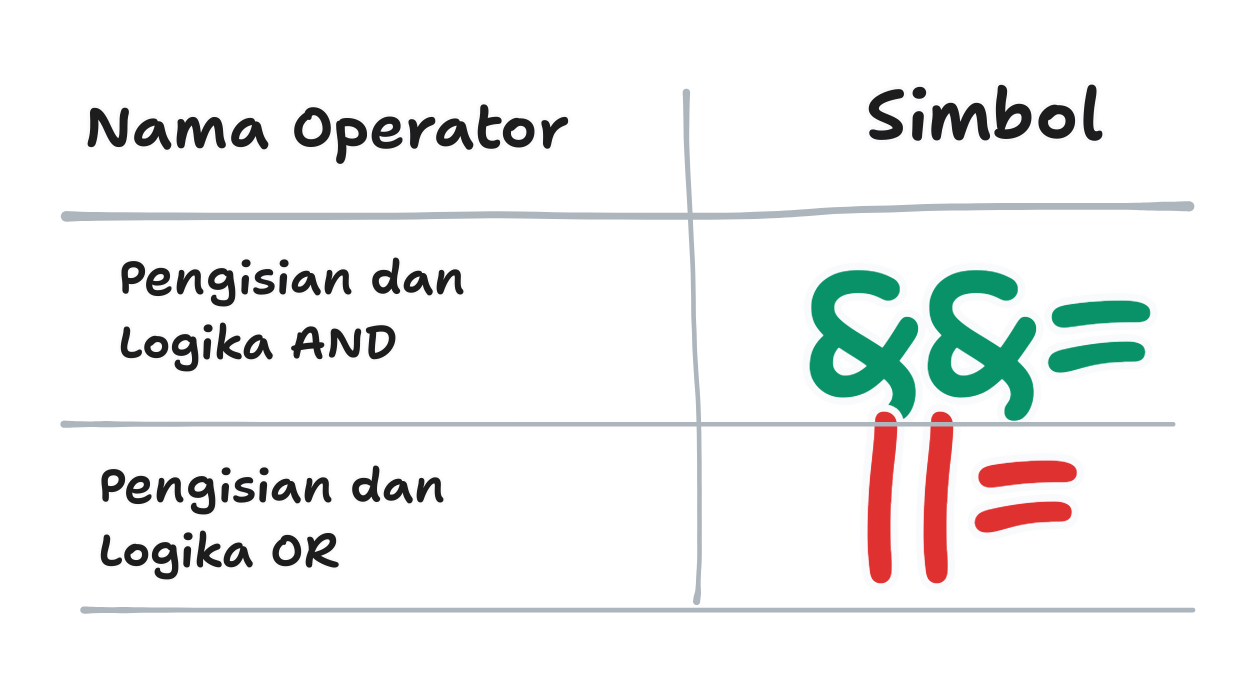 Nama Operator
Simbol
Pengisian dan
Logika AND
&&=
Pengisian dan
Logika OR
||=